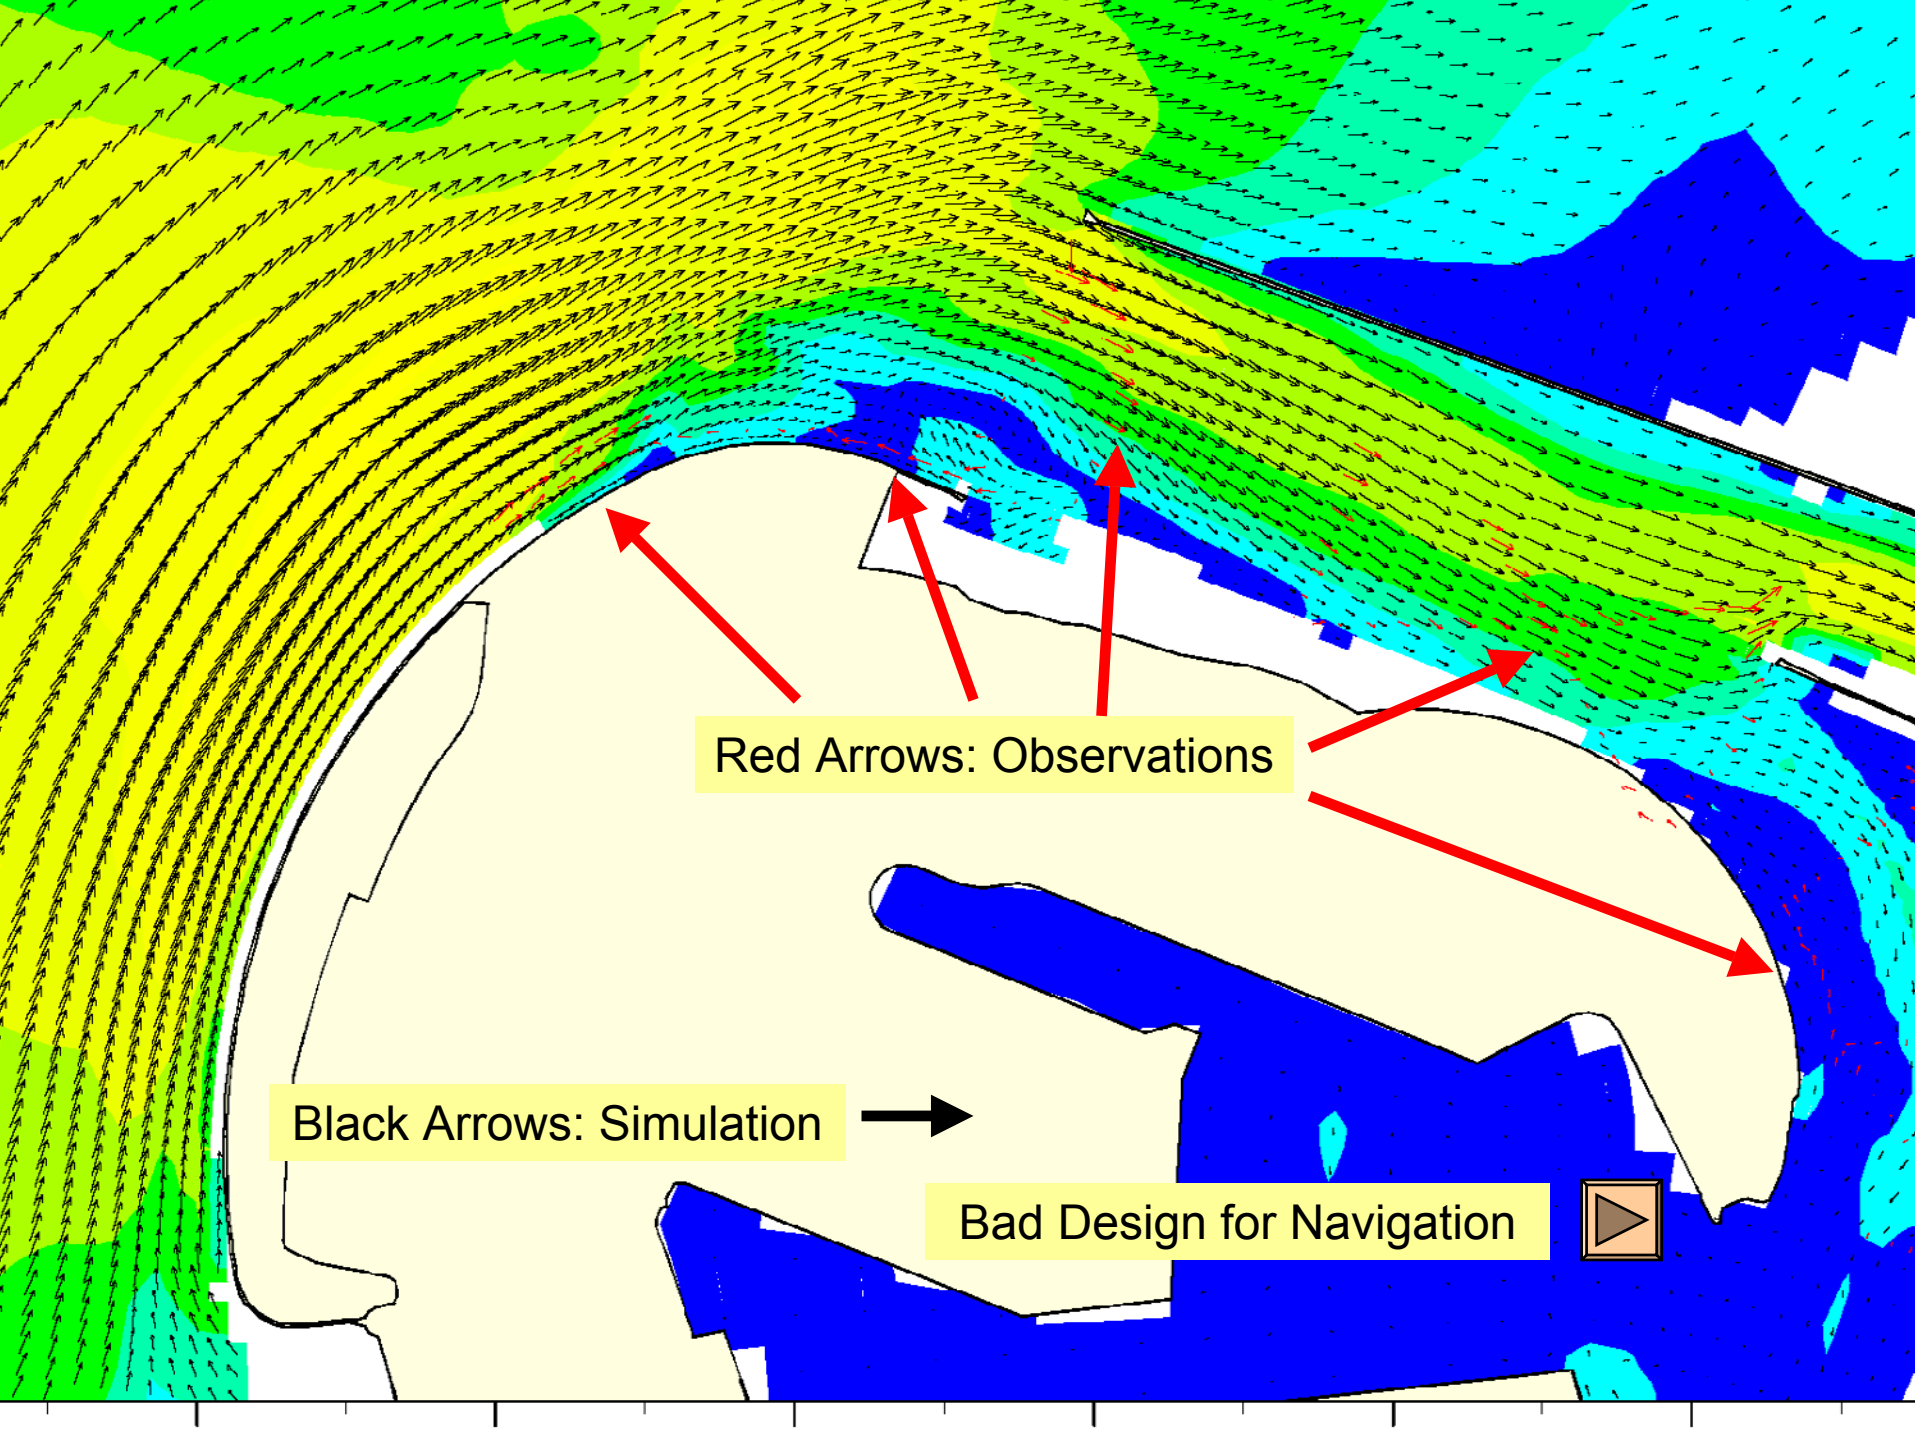 Red Arrows: Observations
Black Arrows: Simulation
Bad Design for Navigation